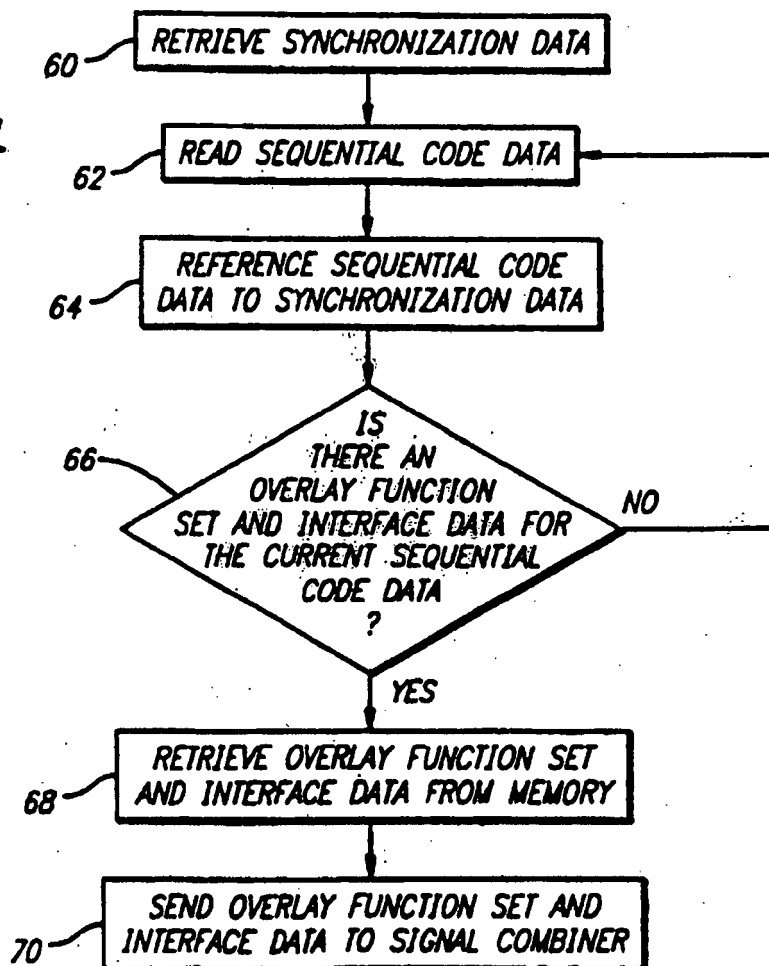 60
RETRIEVE SYNCHRONIZATION DATA
62
READ SEQUENTIAL CODE DATA
64
REFERENCE SEQUENTIAL CODE
DATA TO SYNCHRONIZATION DATA
66
IS
THERE AN
OVERLAY FUNCTION
SET AND INTERFACE DATA FOR
THE CURRENT SEQUENTIAL
CODE DATA
?
NO
YES
68
RETRIEVE OVERLAY FUNCTION SET
AND INTERFACE DATA FROM MEMORY
70
SEND OVERLAY FUNCTION SET AND
INTERFACE DATA TO SIGNAL COMBINER